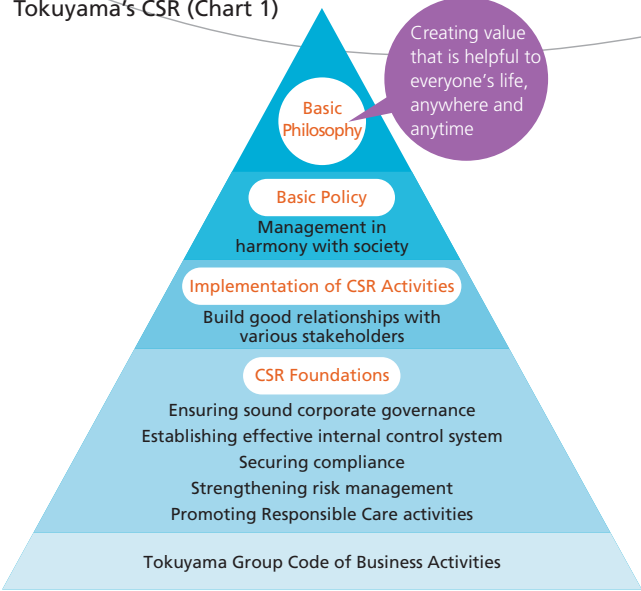 Tokuyama's CSR (Chart 1)
Creating value
that is helpful to
everyone's life,
anywhere and
anytime
Basic
Philosophy
Basic Policy
Management in
harmony with society
Implementation of CSR Activities
Build good relationships with
various stakeholders
CSR Foundations
Ensuring sound corporate governance
Establishing effective internal control system
Securing compliance
Strengthening risk management
Promoting Responsible Care activities
Tokuyama Group Code of Business Activities